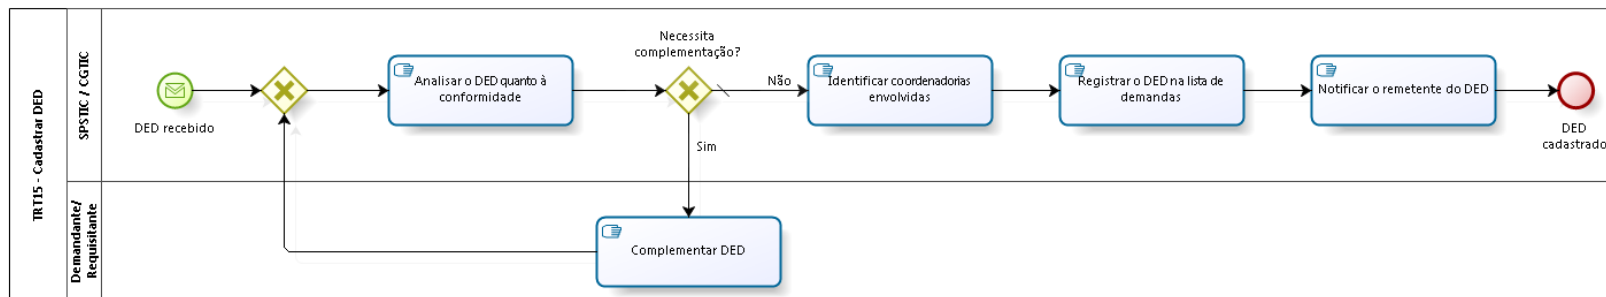 TRT15 - Cadastrar DED
SPSTIC / CGTIC
DED recebido
Analisar o DED quanto à
conformidade
Necessita
complementação?
Não
Sim
Identificar coordenadorias
envolvidas
Registrar o DED na lista de
demandas
Notificar o remetente do DED
DED
cadastrado
Demandante/
Requisitante
Complementar DED